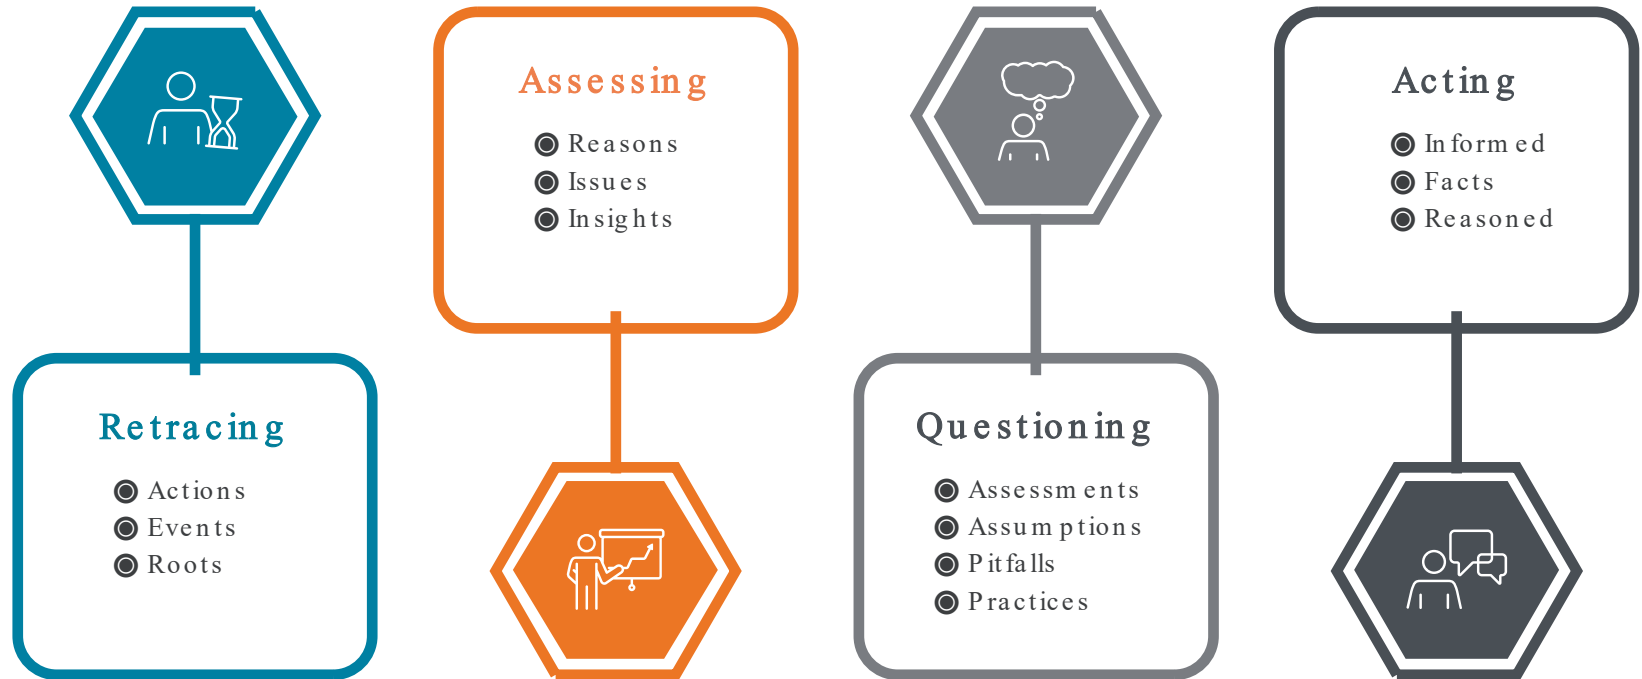 Retracing
Actions
Events
Roots
Assessing
Reasons
Issues
Insights
Questioning
Assessments
Assumptions
Pitfalls
Practices
Acting
Informed
Facts
Reasoned